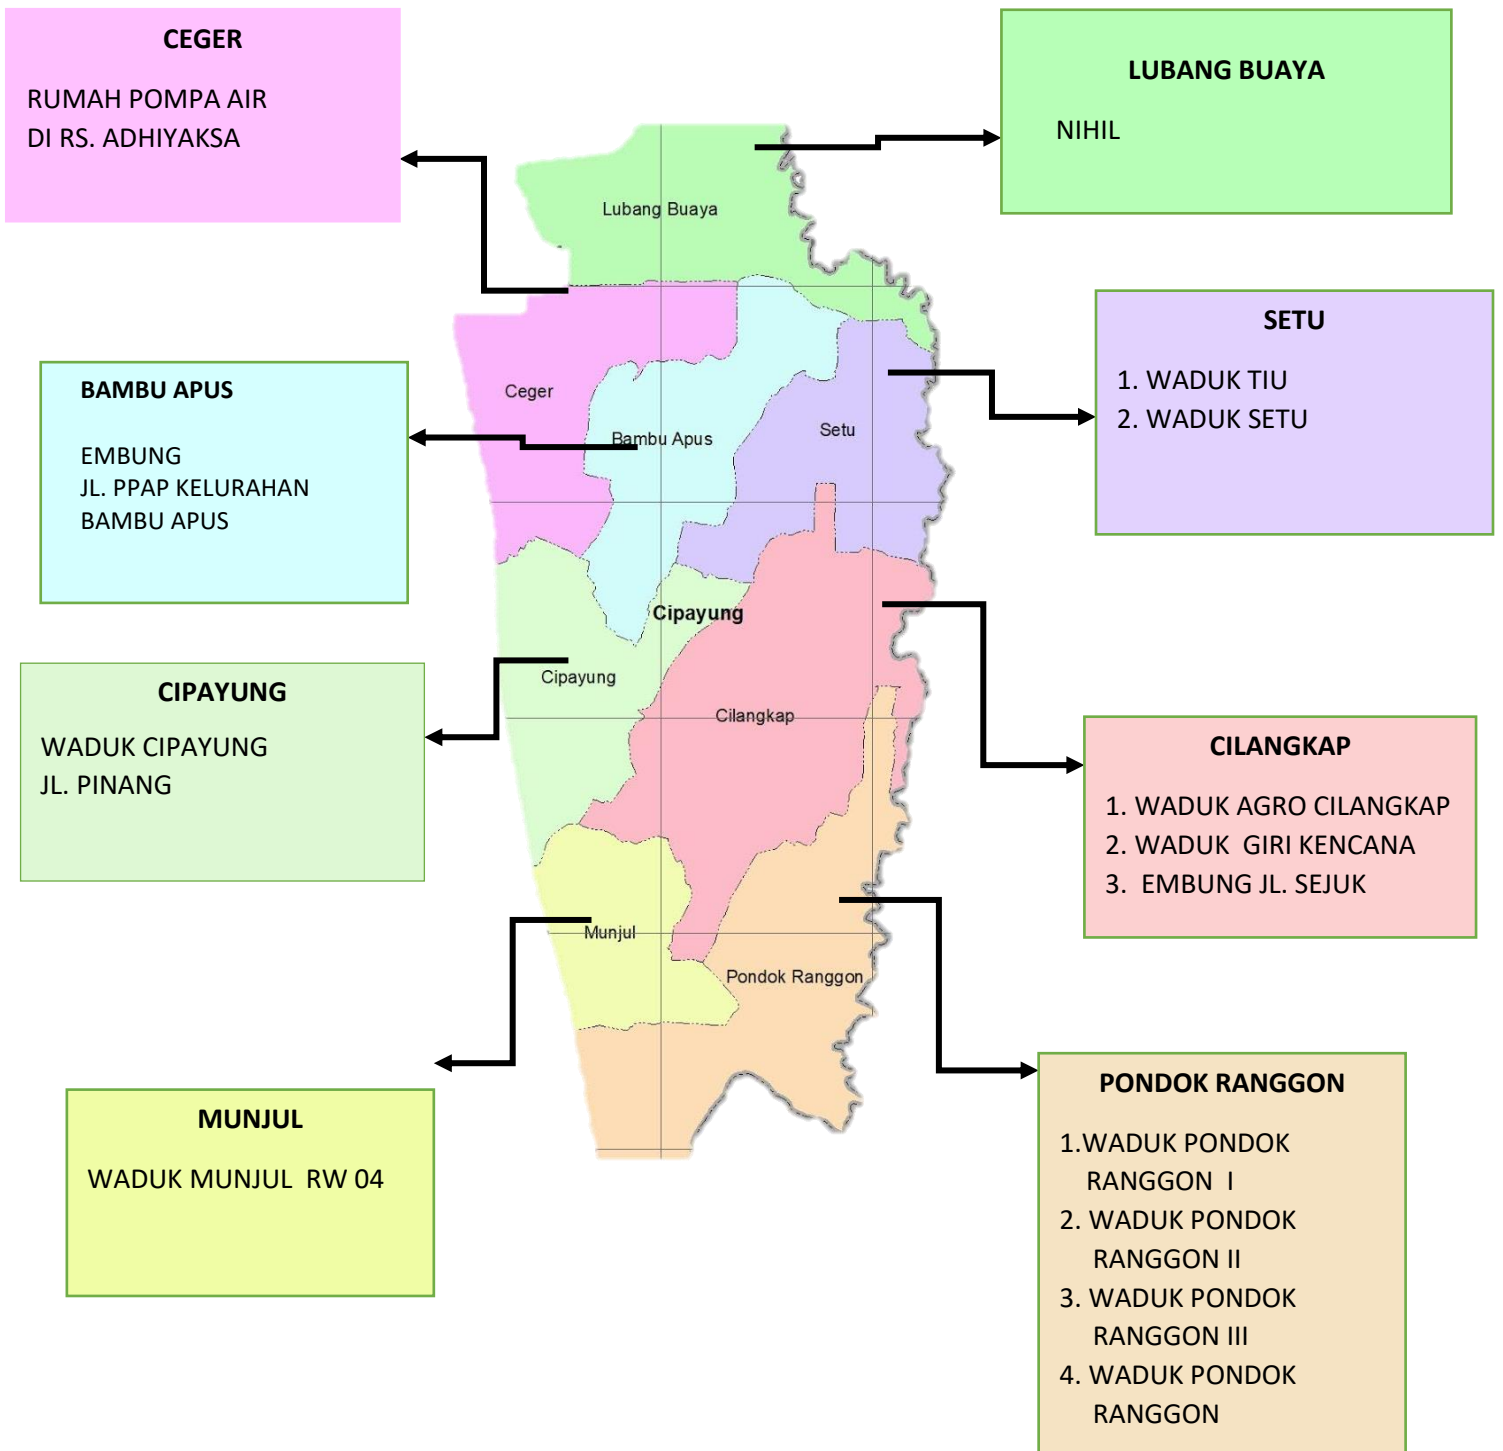 CEGER
RUMAH POMPA AIR
DI RS. ADHIYAKSA
LUBANG BUAYA
NIHIL
BAMBU APUS
EMBUNG
JL. PPAP KELURAHAN
BAMBU APUS
SETU
1. WADUK TIU
2. WADUK SETU
CIPAYUNG
WADUK CIPAYUNG
JL. PINANG
CILANGKAP
1. WADUK AGRO CILANGKAP
2. WADUK  GIRI KENCANA
3.  EMBUNG JL. SEJUK
MUNJUL
WADUK MUNJUL  RW 04
PONDOK RANGGON
1.WADUK PONDOK
RANGGON  I
2. WADUK PONDOK
RANGGON II
3. WADUK PONDOK
RANGGON III
4. WADUK PONDOK
RANGGON
Lubang Buaya
Ceger
Bambu Apus
Setu
Cipayung
Cipayung
Cilangkap
Munjul
Pondok Ranggon